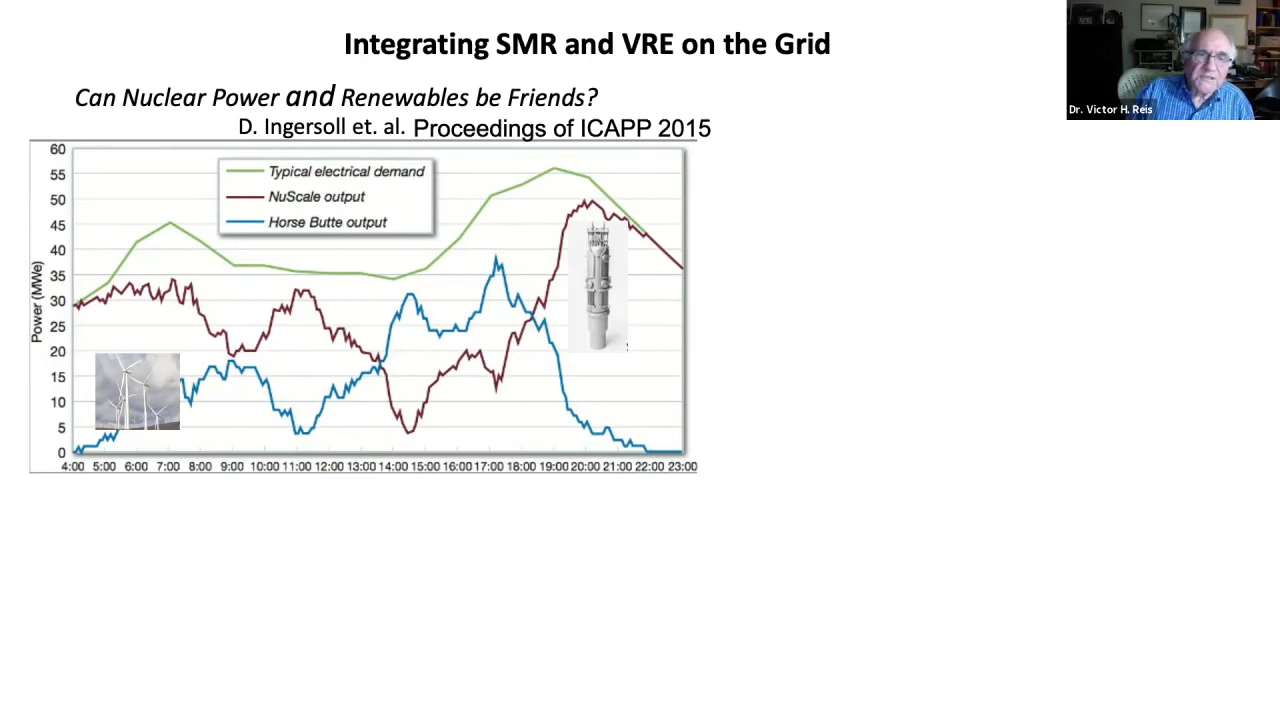 Integrating SMR and VRE on the Grid
Dr. Victor H. Reis
Can Nuclear Power and Renewables be Friends?
D. Ingersoll et. al. Proceedings of ICAPP 2015
Typical electrical demand
NuScale output
Horse Butte output
Power (MWe)
60
55
50
45
40
35
30
25
20
15
10
5
0
4:00 5:00 6:00 7:00 8:00 9:00 10:00 11:00 12:00 13:00 14:00 15:00 16:00 17:00 18:00 19:00 20:00 21:00 22:00 23:00